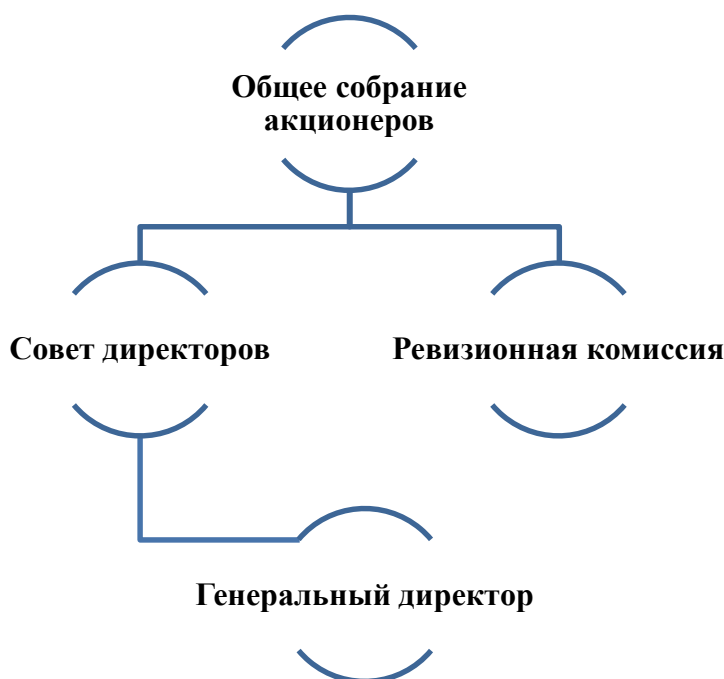 Общее собрание
акционеров
Совет директоров
Ревизионная комиссия
Генеральный директор